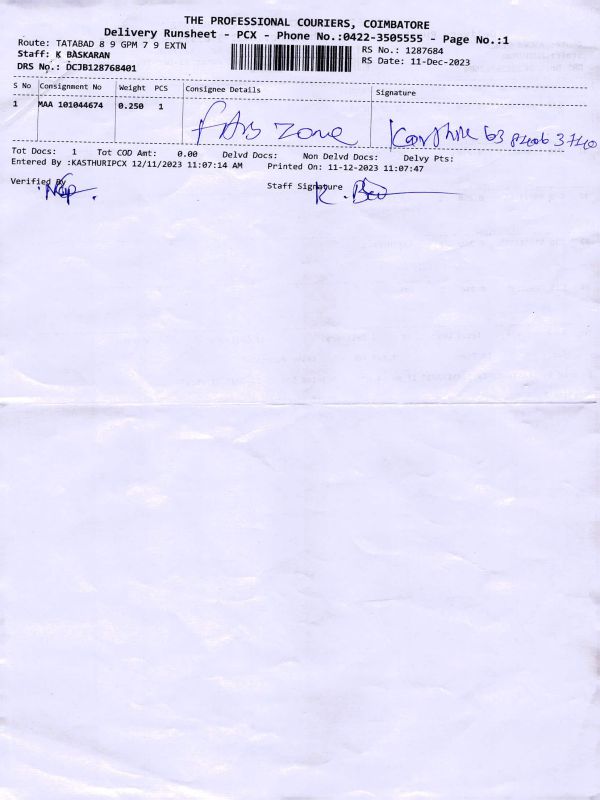 THE PROFESSIONAL COURIERS, COIMBATORE
Delivery Runsheet - PCX - Phone No.:0422-3505555 - Page No.:1
Route: TATABAD 8 9 GPM 7 9 EXTN
RS No.: 1287684
Staff: K BASKARAN
RS Date: 11-Dec-2023
DRS No.: DCJB128768401
S No Consignment No Weight PCS Consignee Details Signature
1 MAA 101044674 0.250 1 zone
Tot Docs: 1 Tot COD Amt: 0.00 Delvd Docs: Non Delvd Docs: Delvy Pts:
Entered By :KASTHURIPCX 12/11/2023 11:07:14 AM Printed On: 11-12-2023 11:07:47
Verified By
Staff Signature